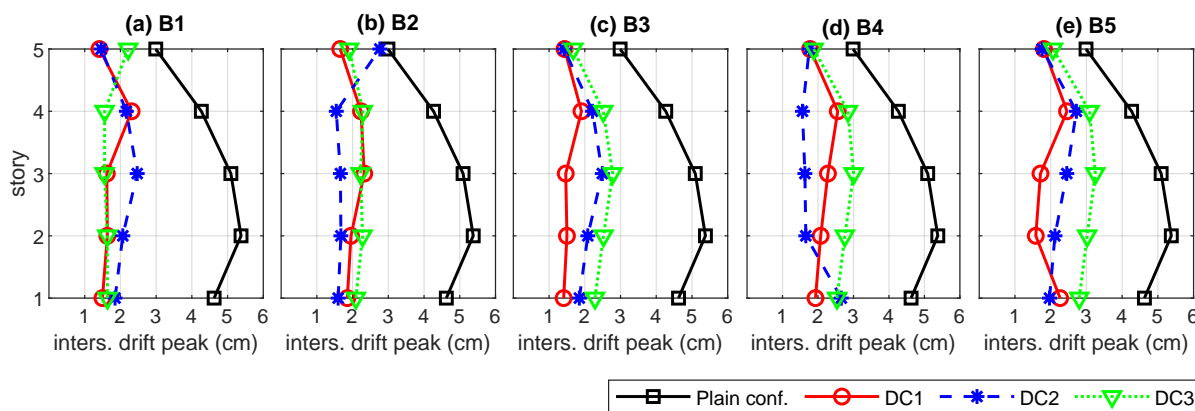 (a) B1
(b) B2
(c) B3
(d) B4
(e) B5
story
5
4
3
2
1
1 2 3 4 5 6
1 2 3 4 5 6
1 2 3 4 5 6
1 2 3 4 5 6
1 2 3 4 5 6
inters. drift peak (cm)
inters. drift peak (cm)
inters. drift peak (cm)
inters. drift peak (cm)
inters. drift peak (cm)
Plain conf. DC1 DC2 DC3